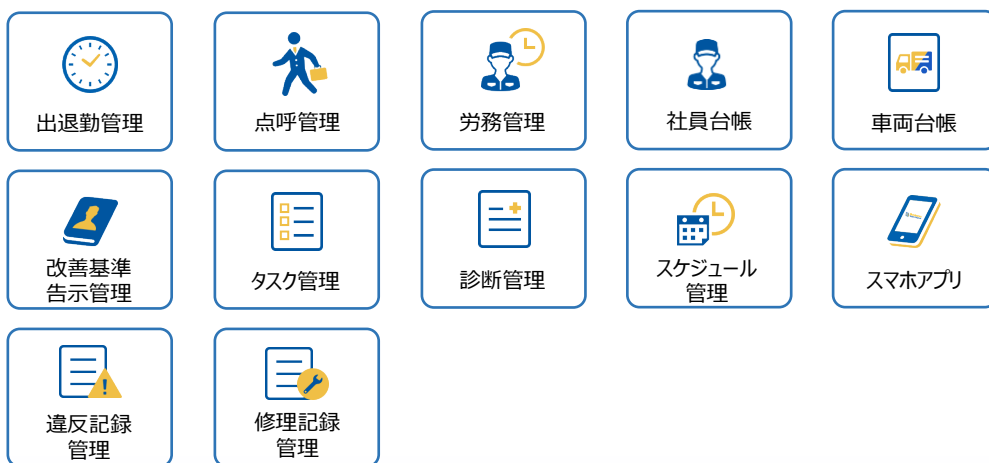 出退勤管理
点呼管理
労務管理
社員台帳
車両台帳
改善基準
告示管理
タスク管理
診断管理
スケジュール
管理
スマホアプリ
違反記録
管理
修理記録
管理